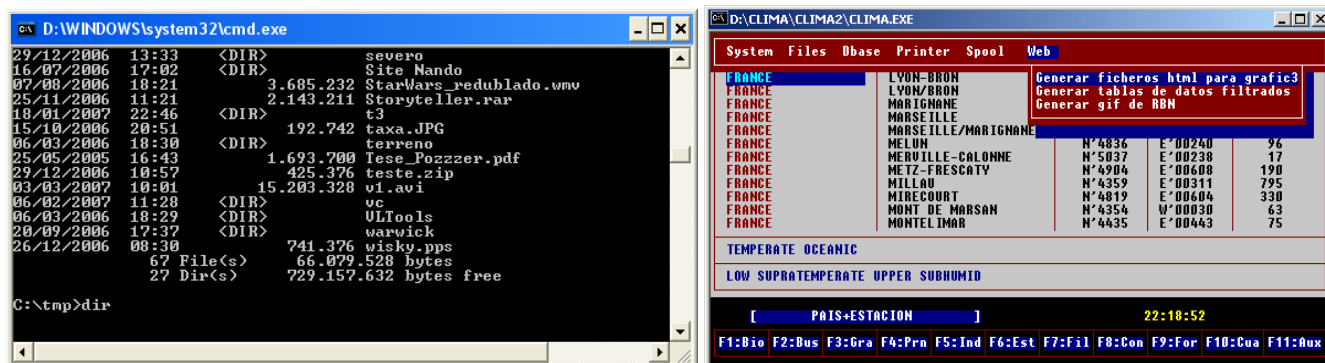 D:\WINDOWS\system32\cmd.exe
29/12/2006 13:33 <DIR> severo
16/07/2006 17:02 <DIR> Site Nando
07/08/2006 18:21 3.685.232 StarWars_redublado.wmv
25/11/2006 11:21 2.143.211 Storyteller.rar
18/01/2007 22:46 <DIR> t3
15/10/2006 20:51 192.742 taxa.JPG
06/03/2006 18:30 <DIR> terreno
25/05/2005 16:43 1.693.700 Tese_Pozzzer.pdf
29/12/2006 10:57 425.376 teste.zip
03/03/2007 10:01 15.203.328 v1.avi
06/02/2007 11:28 <DIR> vc
06/03/2006 18:29 <DIR> VLTools
20/09/2006 17:37 <DIR> warwick
26/12/2006 08:30 741.376 wisky.pps
67 File(s) 66.079.528 bytes
27 Dir(s) 729.157.632 bytes free
C:\tmp>dir
D:\CLIMA\CLIMA2\CLIMA.EXE
System Files Dbase Printer Spool Web
FRANCE LYON-BRON Generar ficheros html para grafic3
FRANCE LYON/BRON Generar tablas de datos filtrados
FRANCE MARIGNANE Generar gif de RBN
FRANCE MARSEILLE
FRANCE MARSEILLE/MARIGNANE
FRANCE MELUN N'4836 E'00240 96
FRANCE MERVILLE-CALONNE N'5037 E'00238 17
FRANCE METZ-FRESCATY N'4904 E'00608 190
FRANCE MILLAU N'4359 E'00311 795
FRANCE MIRECOURT N'4819 E'00604 330
FRANCE MONT DE MARSAN N'4354 W'00030 63
FRANCE MONTELIMAR N'4435 E'00443 75
TEMPERATE OCEANIC
LOW SUPRATEMPERATE UPPER SUBHUMID
[ PAIS+ESTACION ] 22:18:52
F1:Bio F2:Bus F3:Gra F4:Prn F5:Ind F6:Est F7:Fil F8:Con F9:For F10:Cua F11:Aux